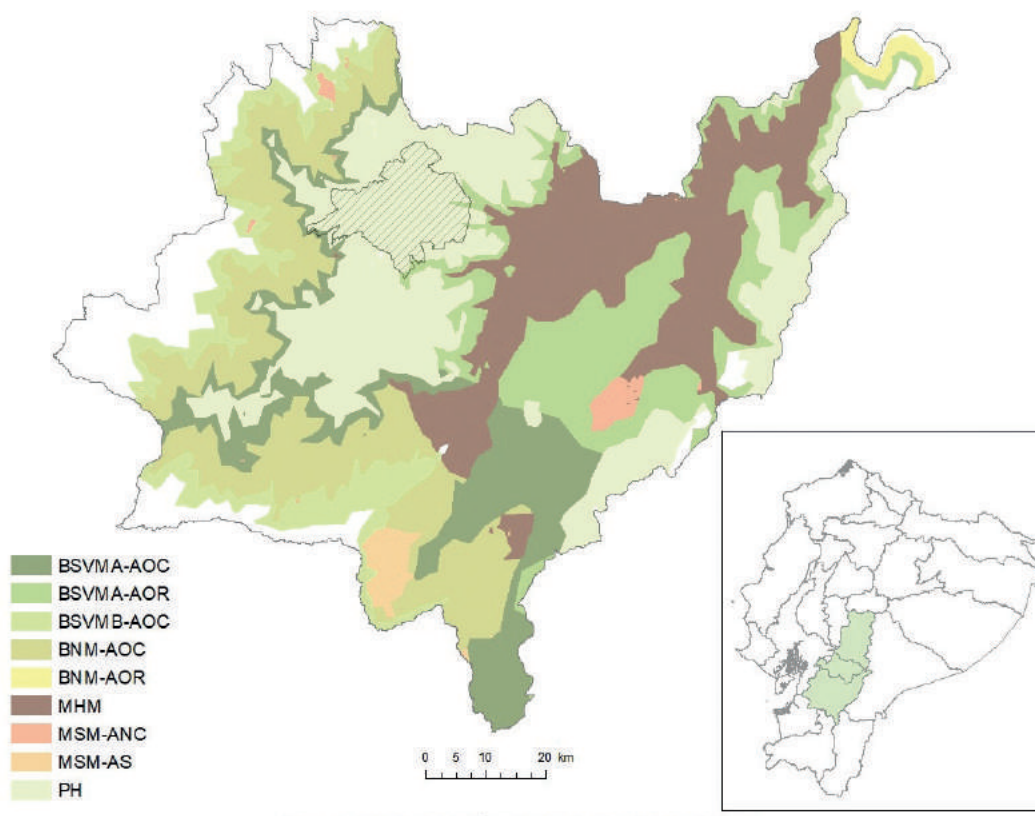 BSVMA-AOC
BSVMA-AOR
BSVMB-AOC
BNM-AOC
BNM-AOR
MHM
MSM-ANC
MSM-AS
PH
0 5 10 20 km